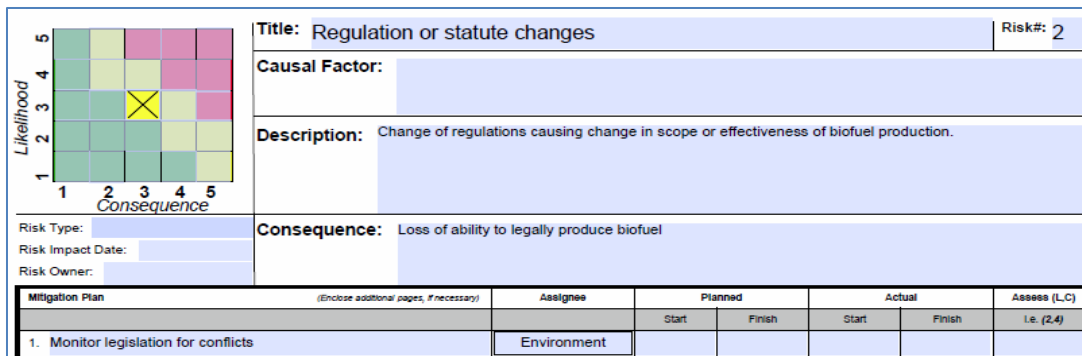 Title: Regulation or statute changes Risk#: 2
Causal Factor:
Likelihood
5
4
3
2
1
1 2 3 4 5
Consequence
Description: Change of regulations causing change in scope or effectiveness of biofuel production.
Risk Type:
Risk Impact Date:
Risk Owner:
Consequence: Loss of ability to legally produce biofuel
Mitigation Plan (Enclose additional pages, if necessary) Assignee Planned Actual Assess (L,C)
Start Finish Start Finish I.e. (2,4)
1. Monitor legislation for conflicts Environment